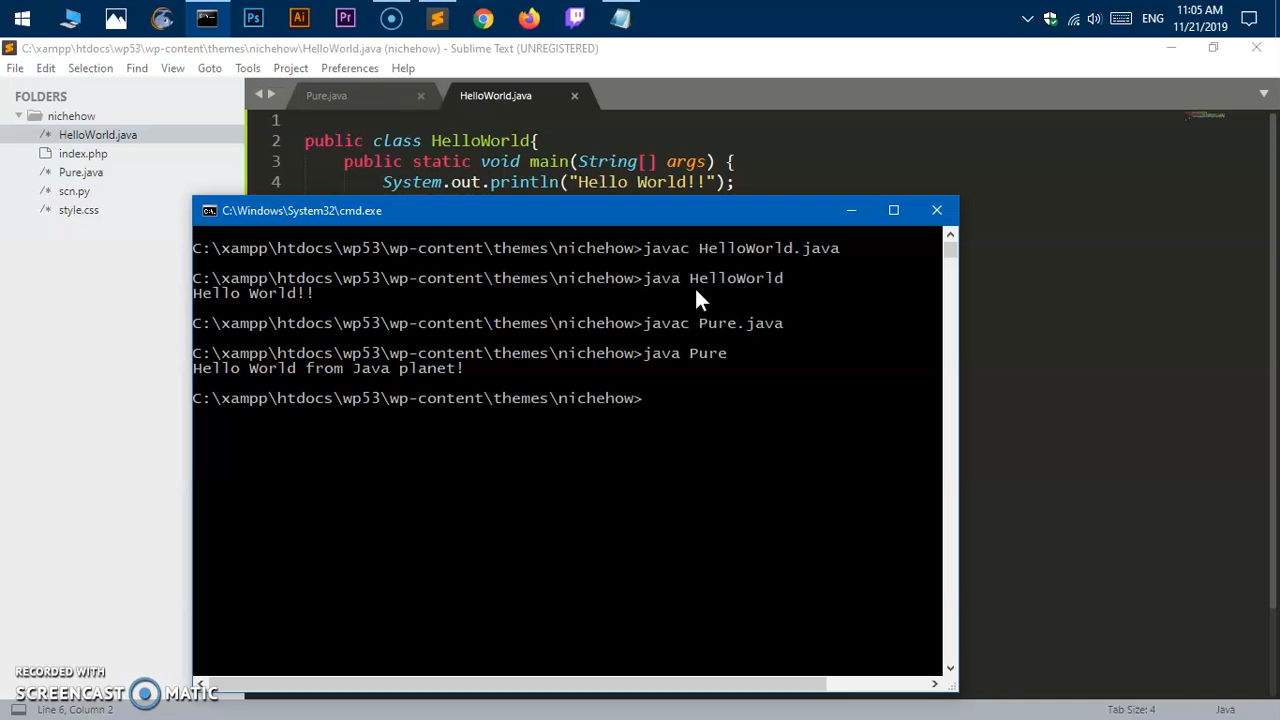 11:05 AM
ENG
11/21/2019
Ps
Ai
Pr
C:\xampp\htdocs\wp53\wp-content\themes\nichehow\HelloWorld.java (nichehow) - Sublime Text (UNREGISTERED)
File Edit Selection Find View Goto Tools Project Preferences Help
FOLDERS
nichehow
/* HelloWorld.java
index.php
/* Pure.java
/* scn.py
/* style.css
Pure.java
HelloWorld.java
1
2 public class HelloWorld{
3 public static void main(String[] args) {
4 System.out.println("Hello World!!");
C:\Windows\System32\cmd.exe
C:\xampp\htdocs\wp53\wp-content\themes\nichehow>javac HelloWorld.java
C:\xampp\htdocs\wp53\wp-content\themes\nichehow>java HelloWorld
Hello World!!
C:\xampp\htdocs\wp53\wp-content\themes\nichehow>javac Pure.java
C:\xampp\htdocs\wp53\wp-content\themes\nichehow>java Pure
Hello World from Java planet!
C:\xampp\htdocs\wp53\wp-content\themes\nichehow>
RECORDED WITH
SCREENCAST MATIC
Line 6, Column 2
Tab Size: 4
Java